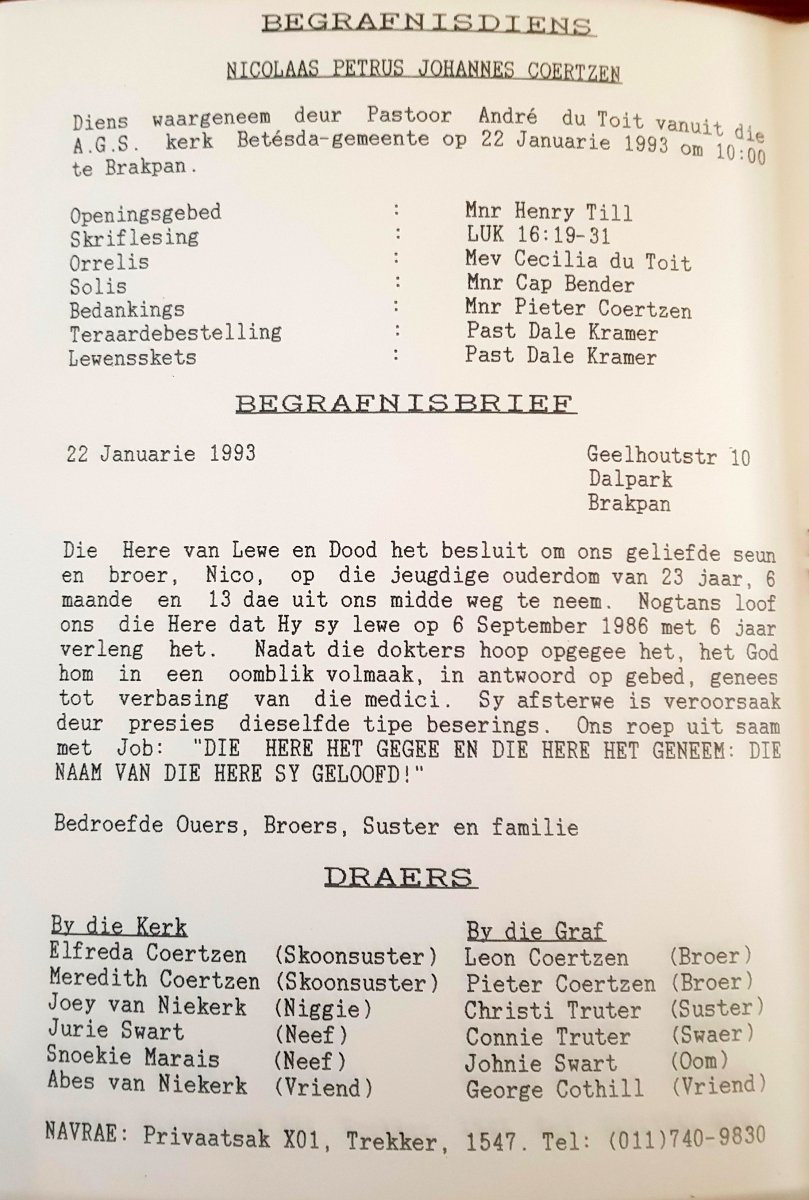 BEGRAFNISDIENS
NICOLAAS PETRUS JOHANNES COERTZEN
Diens waargeneem deur Pastoor André du Toit vanuit die
A.G.S. kerk Betésda-gemeente op 22 Januarie 1993 om 10:00
te Brakpan.
Openingsgebed : Mnr Henry Till
Skriflesing : LUK 16:19-31
Orrelis : Mev Cecilia du Toit
Solis : Mnr Cap Bender
Bedankings : Mnr Pieter Coertzen
Teraardebestelling : Past Dale Kramer
Lewensskets : Past Dale Kramer
BEGRAFNISBRIEF
22 Januarie 1993 Geelhoutstr 10
Dalpark
Brakpan
Die Here van Lewe en Dood het besluit om ons geliefde seun
en broer, Nico, op die jeugdige ouderdom van 23 jaar, 6
maande en 13 dae uit ons midde weg te neem. Nogtans loof
ons die Here dat Hy sy lewe op 6 September 1986 met 6 jaar
verleng het. Nadat die dokters hoop opgegee het, het God
hom in een oomblik volmaak, in antwoord op gebed, genees
tot verbasing van die medici. Sy afsterwe is veroorsaak
deur presies dieselfde tipe beserings. Ons roep uit saam
met Job: "DIE HERE HET GEGEE EN DIE HERE HET GENEEM: DIE
NAAM VAN DIE HERE SY GELOOFD!"
Bedroefde Ouers, Broers, Suster en familie
DRAERS
By die Kerk By die Graf
Elfreda Coertzen (Skoonsuster) Leon Coertzen (Broer)
Meredith Coertzen (Skoonsuster) Pieter Coertzen (Broer)
Joey van Niekerk (Niggie) Christi Truter (Suster)
Jurie Swart (Neef) Connie Truter (Swaer)
Snoekie Marais (Neef) Johnie Swart (Oom)
Abes van Niekerk (Vriend) George Cothill (Vriend)
NAVRAE: Privaatsak X01, Trekker, 1547. Tel: (011)740-9830